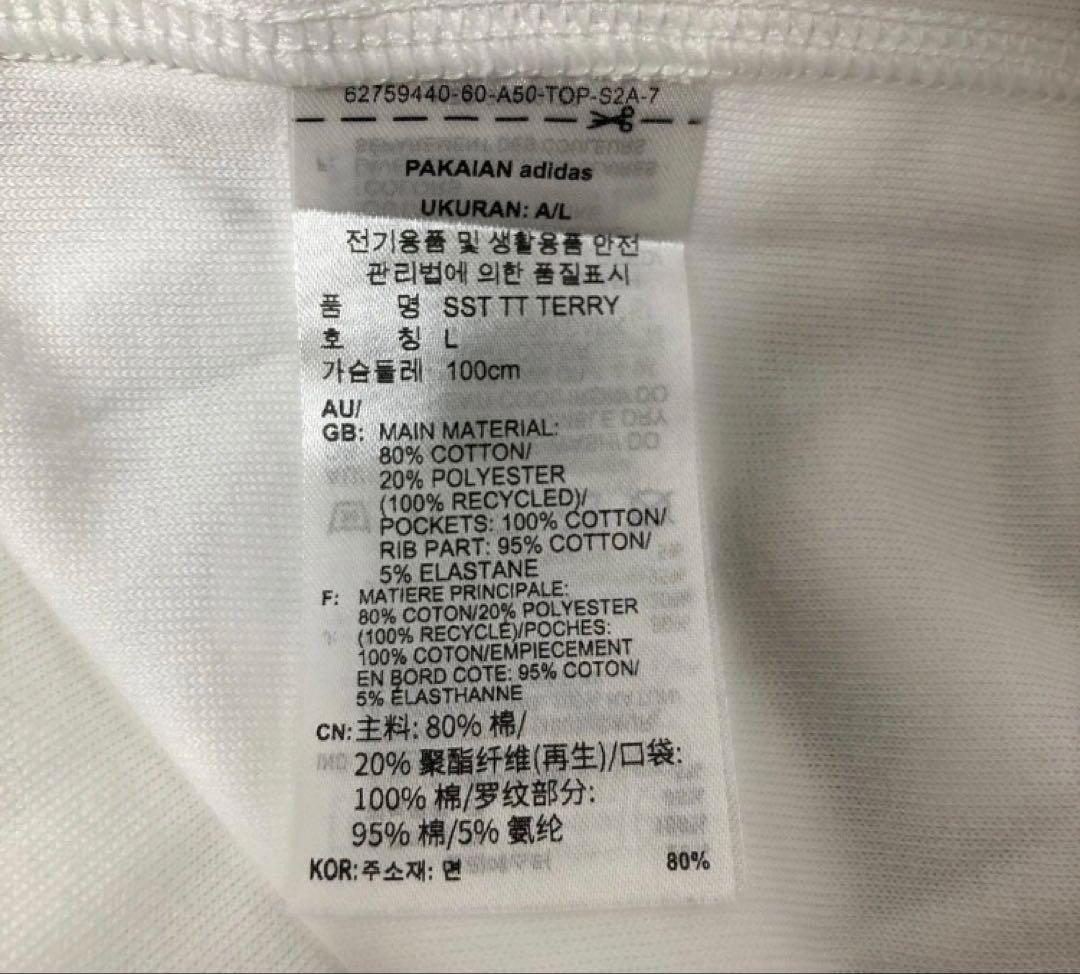 62759440-60-A50-TOP-S2A-7
PAKAIAN adidas
UKURAN: A/L
전기용품 및 생활용품 안전
관리법에 의한 품질표시
품 명 SST TT TERRY
호 칭 L
가슴둘레 100cm
AU/
GB: MAIN MATERIAL:
80% COTTON/
20% POLYESTER
(100% RECYCLED)/
POCKETS: 100% COTTON/
RIB PART: 95% COTTON/
5% ELASTANE
F: MATIERE PRINCIPALE:
80% COTON/20% POLYESTER
(100% RECYCLÉ)/POCHES:
100% COTON/EMPIECEMENT
EN BORD COTE: 95% COTON/
5% ÉLASTHANNE
CN: 主料: 80% 棉/
20% 聚酯纤维(再生)/口袋:
100% 棉/罗纹部分:
95% 棉/5% 氨纶
KOR: 주소재: 면 80%